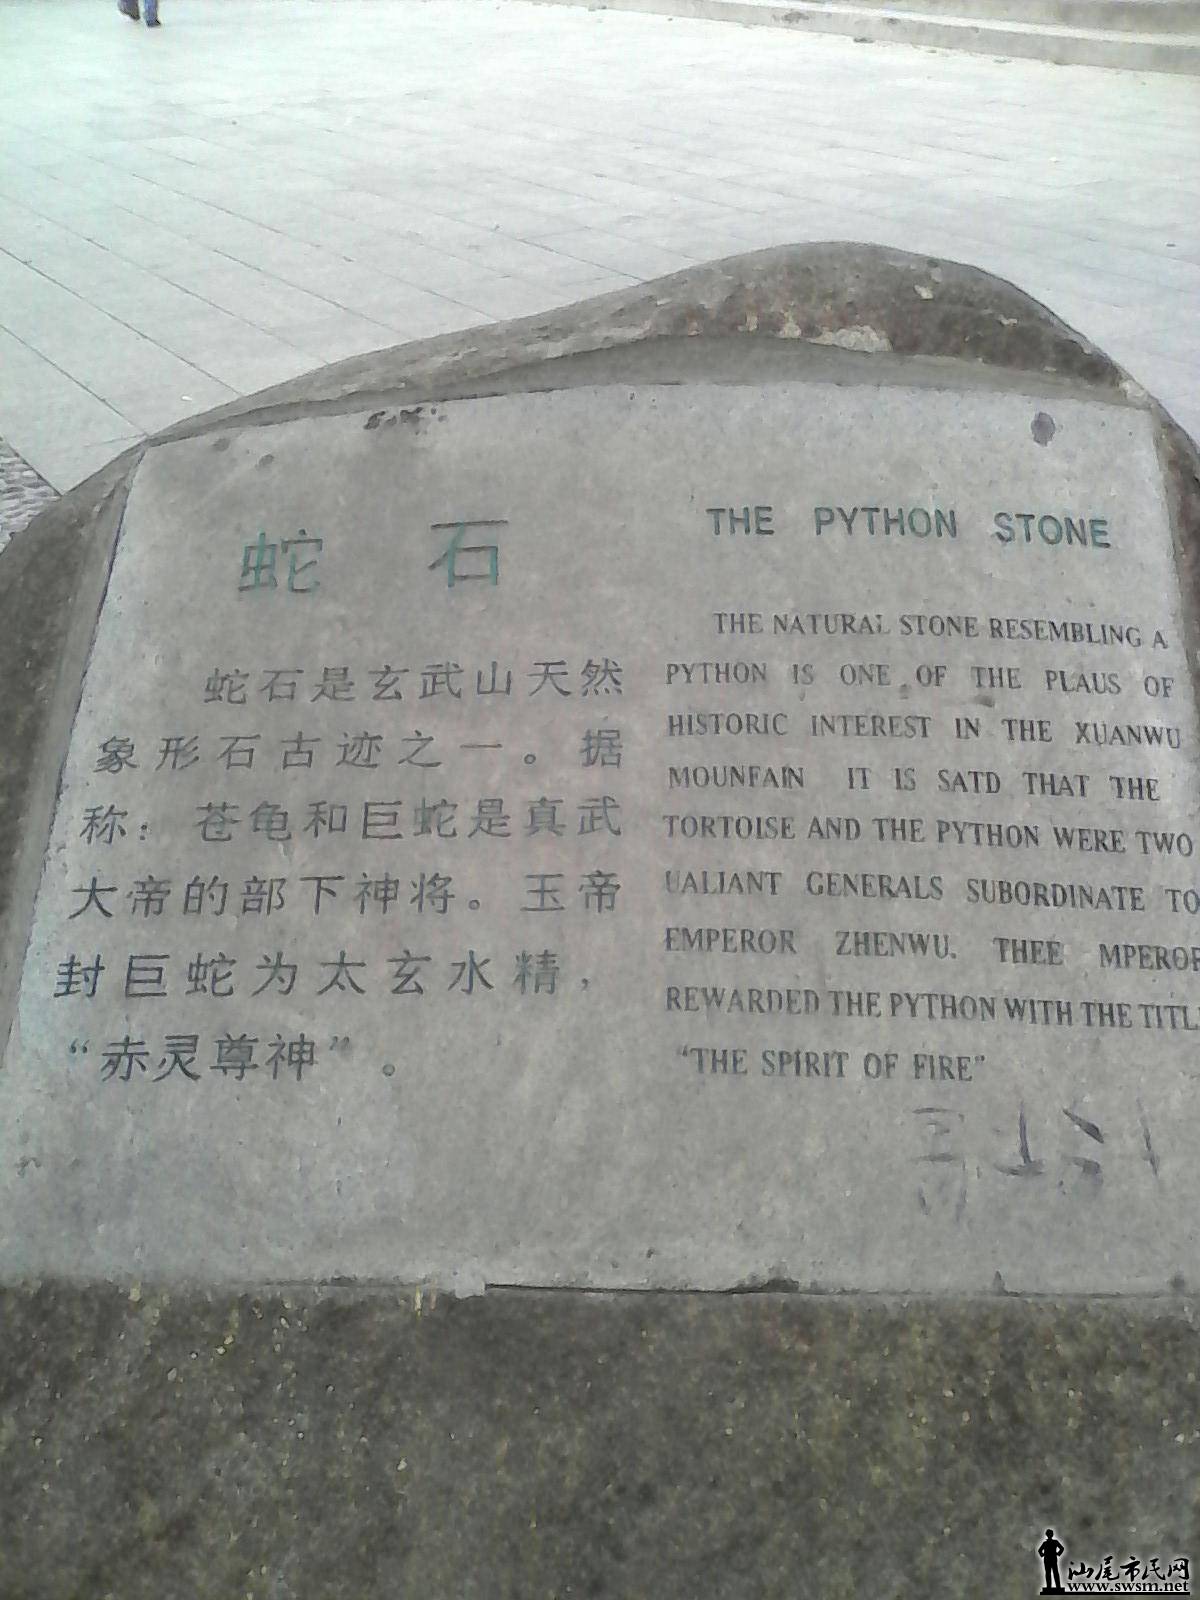 蛇 石
蛇石是玄武山天然
象形石古迹之一。据
称：苍龟和巨蛇是真武
大帝的部下神将。玉帝
封巨蛇为太玄水精，
“赤灵尊神”。
THE PYTHON STONE
THE NATURAL STONE RESEMBLING A
PYTHON IS ONE OF THE PLAUS OF
HISTORIC INTEREST IN THE XUANWU
MOUNFAIN IT IS SATD THAT THE
TORTOISE AND THE PYTHON WERE TWO
UALIANT GENERALS SUBORDINATE TO
EMPEROR ZHENWU. THEE MPEROR
REWARDED THE PYTHON WITH THE TITL
“THE SPIRIT OF FIRE”
汕尾市民网
www.swsm.net